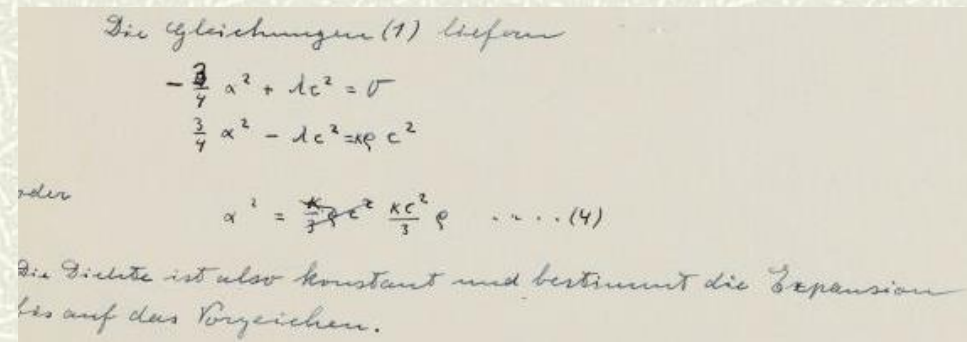 Die Gleichungen (1) liefern
- 3/4 α² + λc² = 0
3/4 α² - λc² = κρ c²
oder
α² = κc²/3 ρ ..... (4)
Die Dichte ist also konstant und bestimmt die Expansion
bis auf das Vorzeichen.